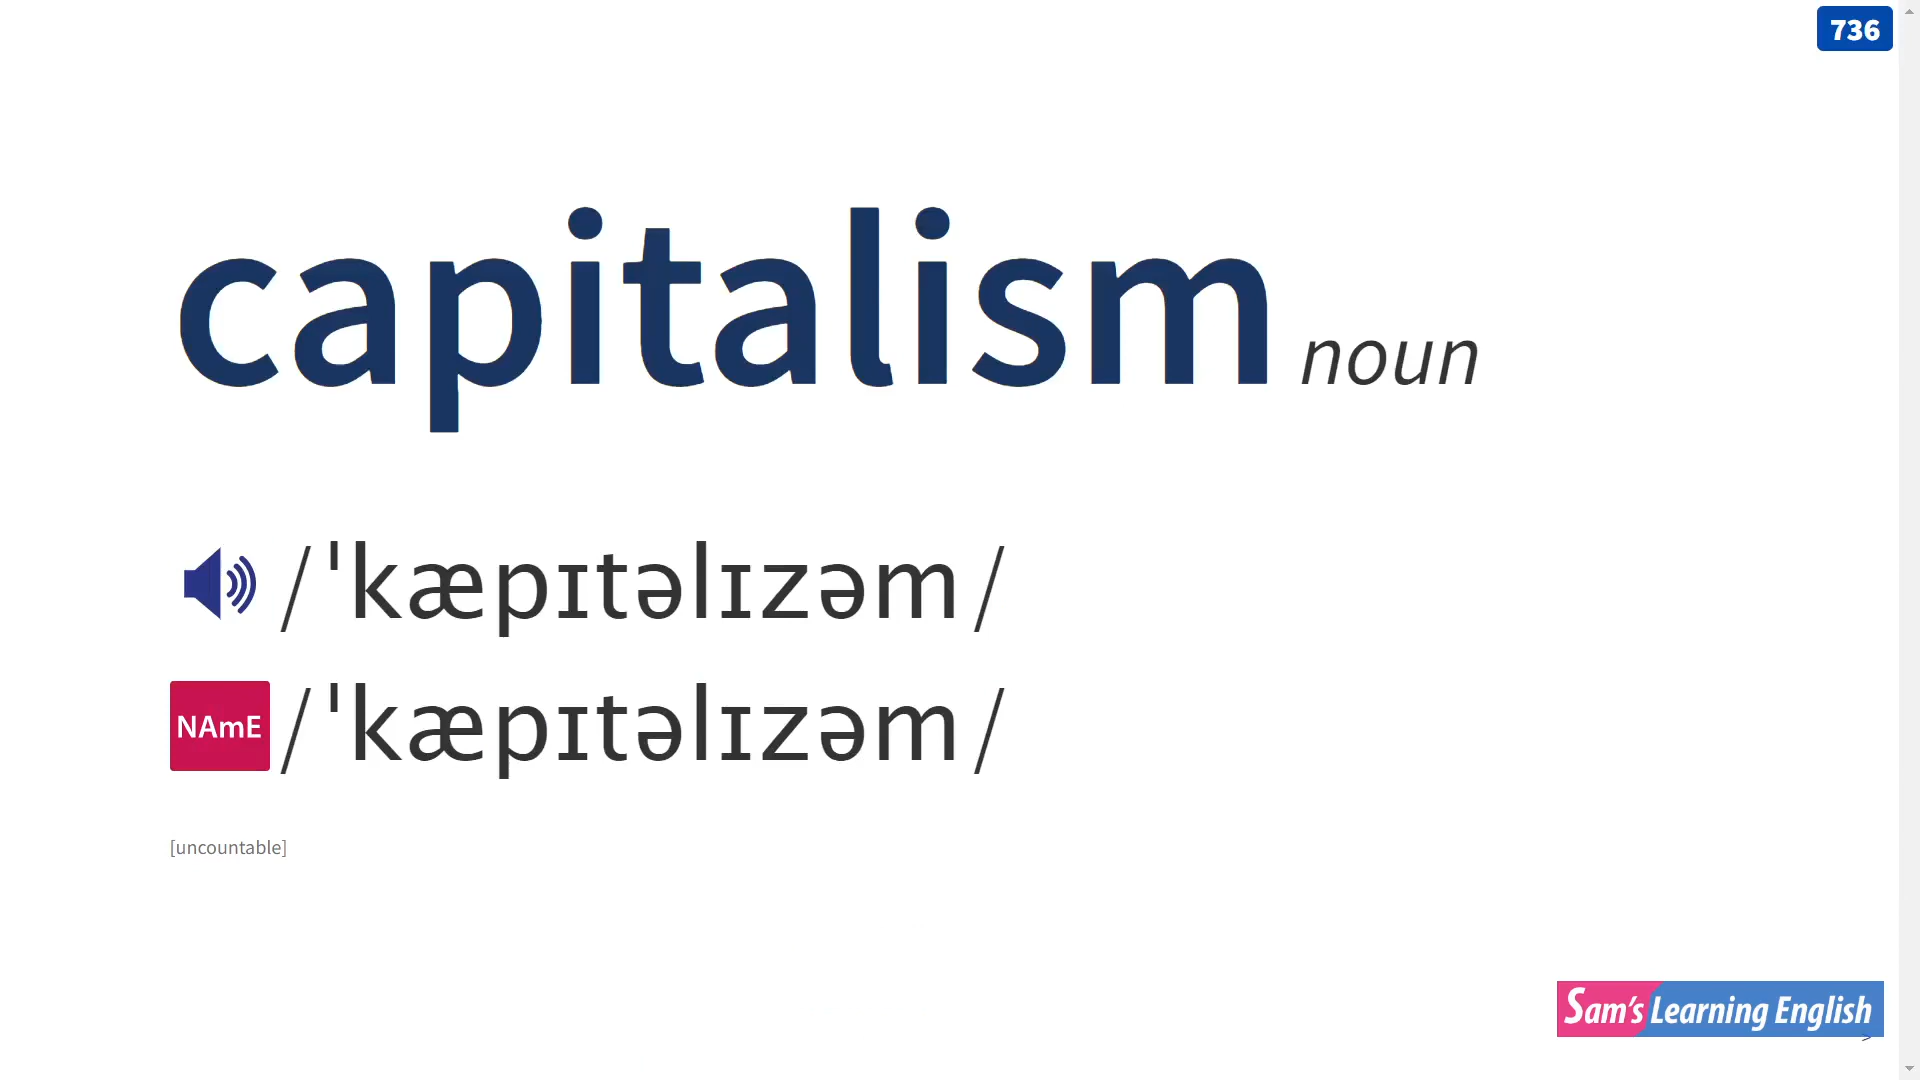 736
capitalism noun
/ˈkæpɪtəlɪzəm/
NAmE /ˈkæpɪtəlɪzəm/
[uncountable]
Sam's Learning English
>